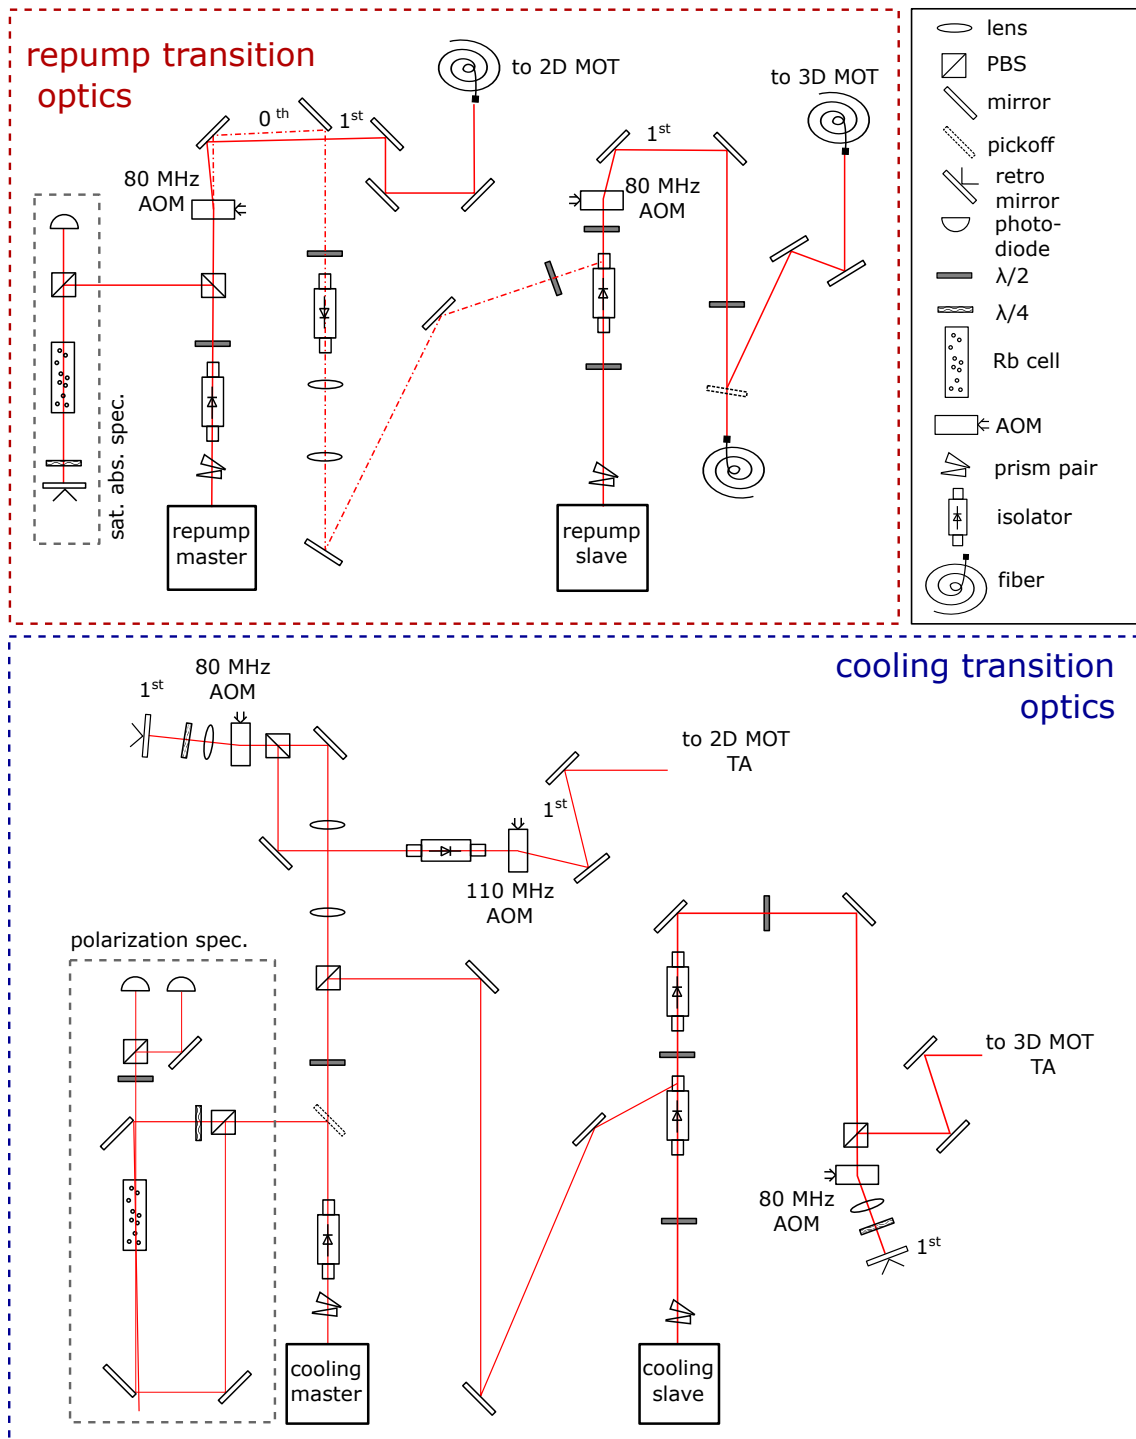 repump transition
optics
to 2D MOT
to 3D MOT
0 th
1st
1st
80 MHz
AOM
80 MHz
AOM
sat. abs. spec.
repump
master
repump
slave
lens
PBS
mirror
pickoff
retro
mirror
photo-
diode
λ/2
λ/4
Rb cell
AOM
prism pair
isolator
fiber
cooling transition
optics
80 MHz
AOM
1st
to 2D MOT
TA
1st
110 MHz
AOM
polarization spec.
to 3D MOT
TA
80 MHz
AOM
1st
cooling
master
cooling
slave